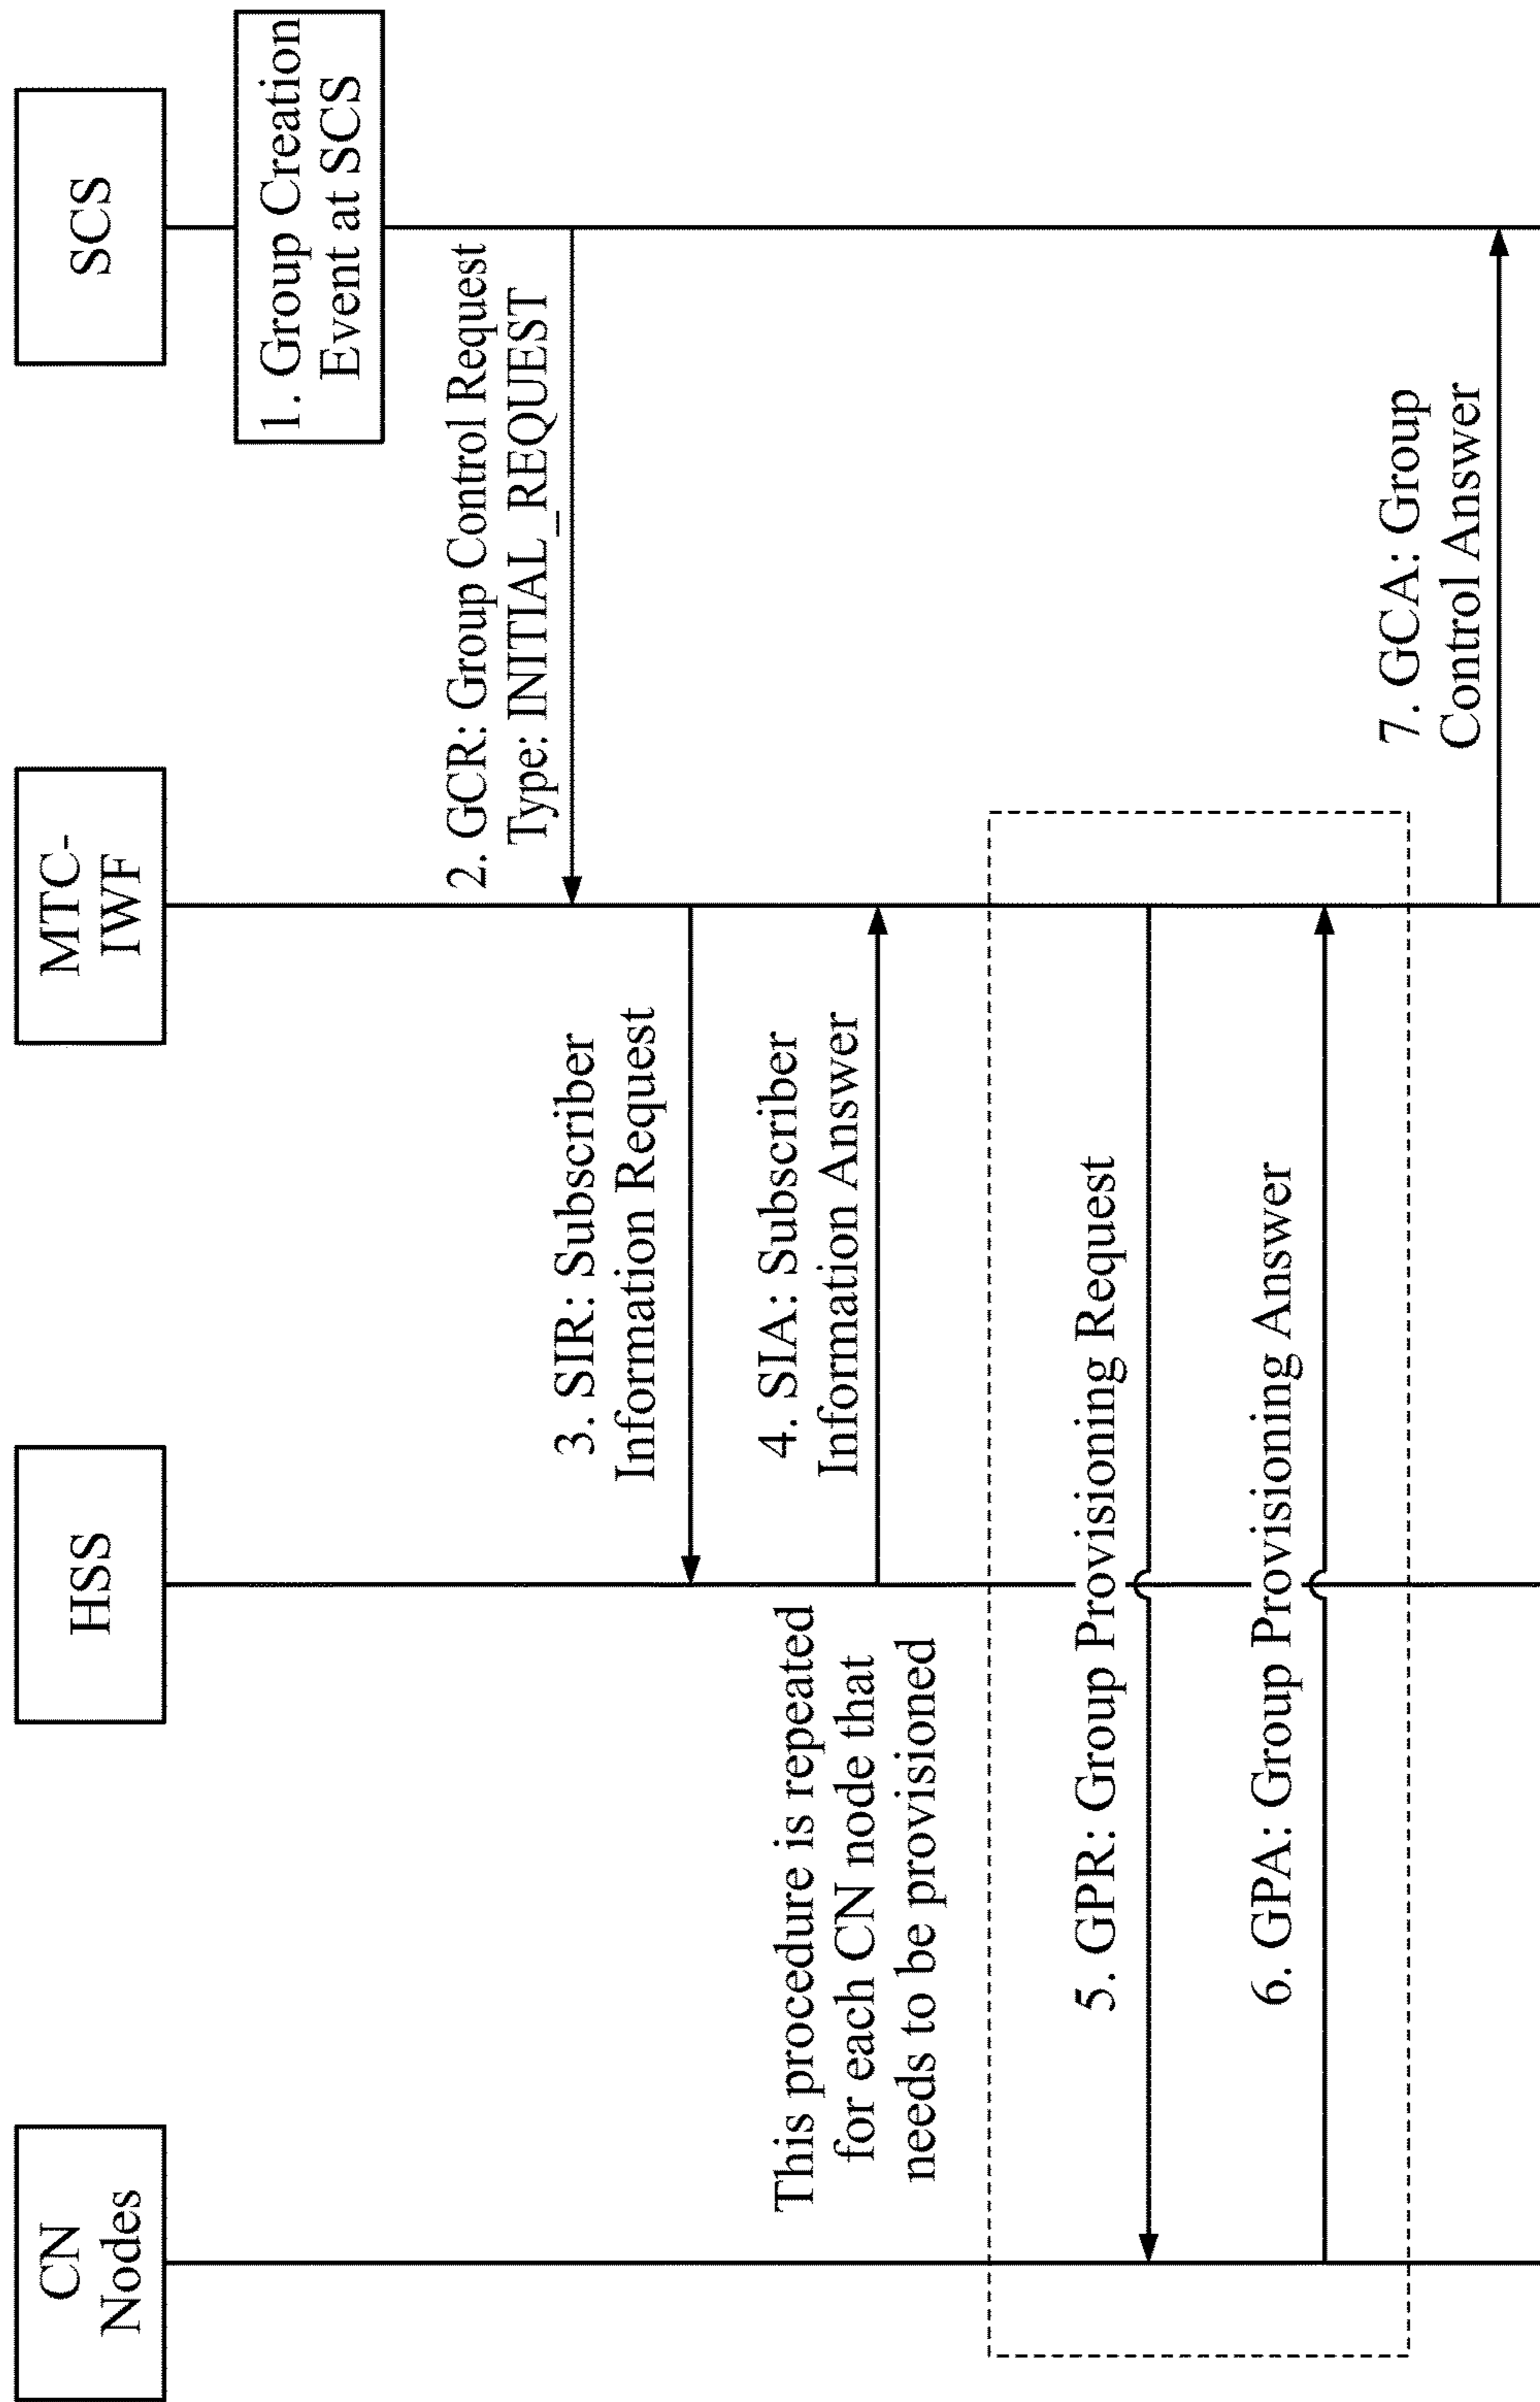 CN
Nodes
HSS
MTC-
IWF
SCS
1. Group Creation
Event at SCS
2. GCR: Group Control Request
Type: INITIAL_REQUEST
3. SIR: Subscriber
Information Request
4. SIA: Subscriber
Information Answer
This procedure is repeated
for each CN node that
needs to be provisioned
5. GPR: Group Provisioning Request
6. GPA: Group Provisioning Answer
7. GCA: Group
Control Answer